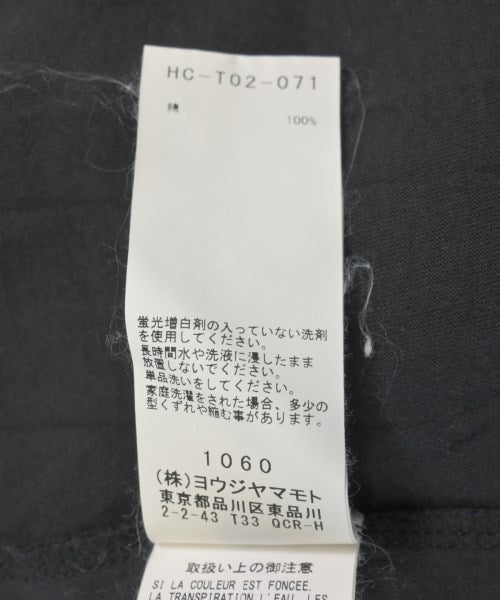 HC-T02-071
綿
100%
蛍光増白剤の入っていない洗剤
を使用してください。
長時間水や洗液に浸したまま
放置しないでください。
単品洗いをしてください。
家庭洗濯をされた場合、多少の
型くずれや縮む事があります。
1060
(株)ヨウジヤマモト
東京都品川区東品川
2-2-43 T33 QCR-H
取扱い上の御注意
SI LA COULEUR EST FONCEE,
LA TRANSPIRATION L'EAU, LES